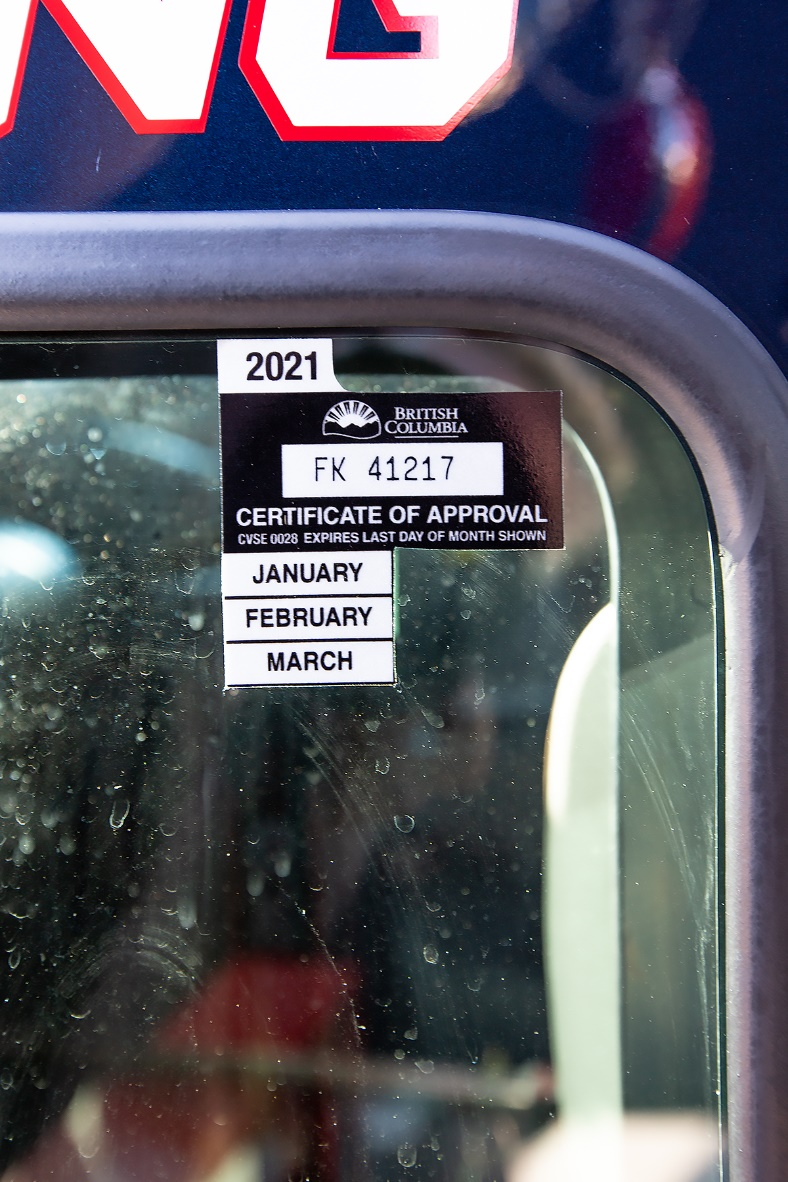 NG
2021
BRITISH
COLUMBIA
FK 41217
CERTIFICATE OF APPROVAL
CVSE 0028 EXPIRES LAST DAY OF MONTH SHOWN
JANUARY
FEBRUARY
MARCH